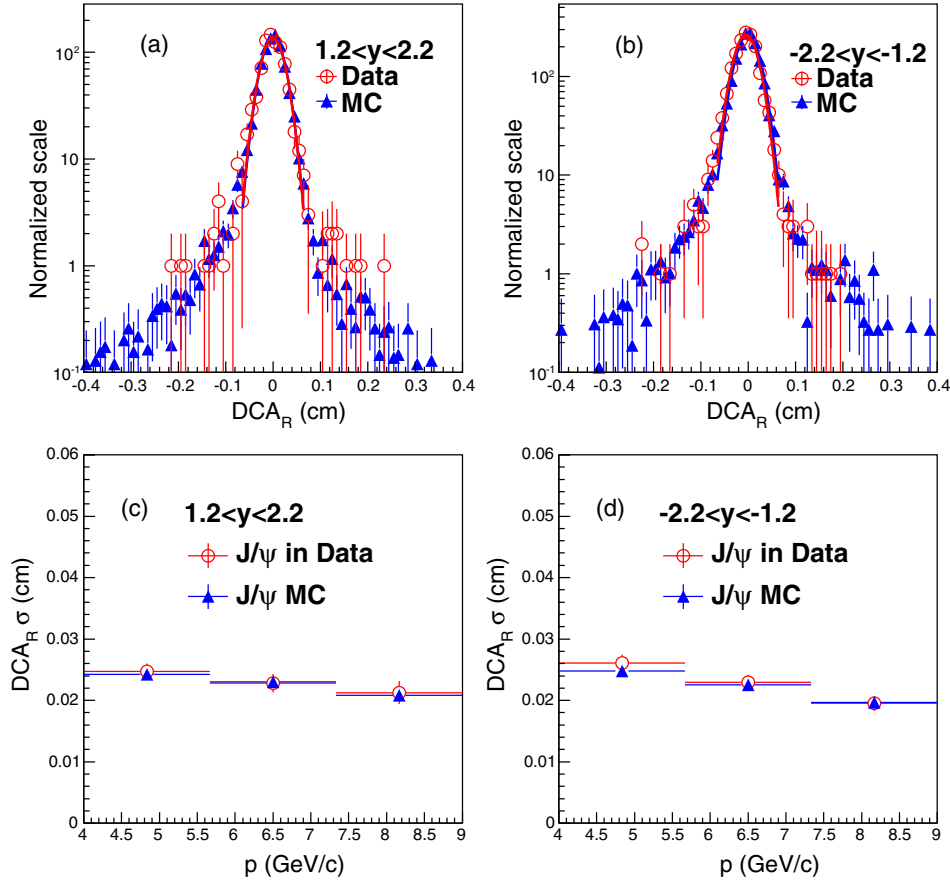 (a)
1.2<y<2.2
Data
MC
Normalized scale
10²
10
1
10⁻¹
-0.4 -0.3 -0.2 -0.1 0 0.1 0.2 0.3 0.4
DCA_R (cm)
(b)
-2.2<y<-1.2
Data
MC
Normalized scale
10²
10
1
10⁻¹
-0.4 -0.3 -0.2 -0.1 0 0.1 0.2 0.3 0.4
DCA_R (cm)
(c)
1.2<y<2.2
J/ψ in Data
J/ψ MC
DCA_R σ (cm)
0.06
0.05
0.04
0.03
0.02
0.01
0
4 4.5 5 5.5 6 6.5 7 7.5 8 8.5 9
p (GeV/c)
(d)
-2.2<y<-1.2
J/ψ in Data
J/ψ MC
DCA_R σ (cm)
0.06
0.05
0.04
0.03
0.02
0.01
0
4 4.5 5 5.5 6 6.5 7 7.5 8 8.5 9
p (GeV/c)